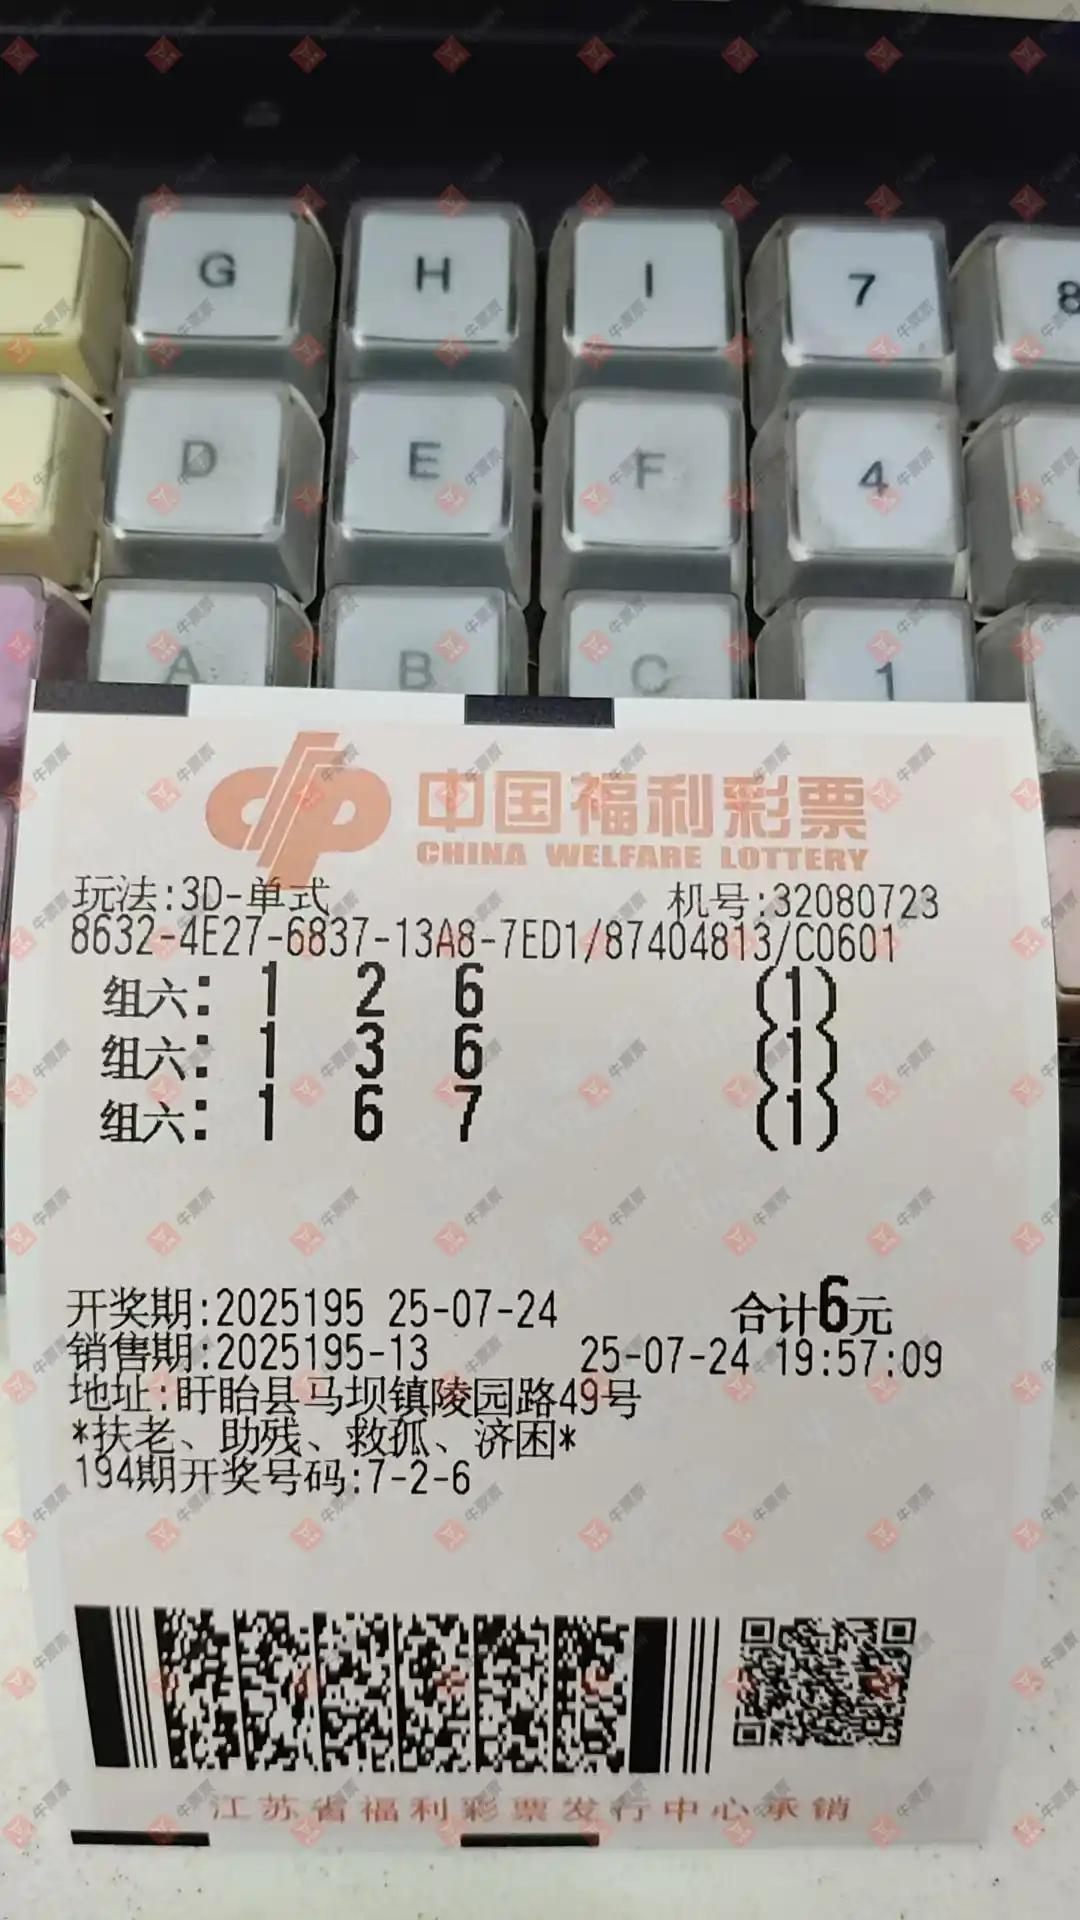 G H I 7 8
D E F 4
A B C 1
中国福利彩票
CHINA WELFARE LOTTERY
玩法:3D-单式 机号:32080723
8632-4E27-6837-13A8-7ED1/87404813/C0601
组六: 1 2 6 (1)
组六: 1 3 6 (1)
组六: 1 6 7 (1)
开奖期:2025195 25-07-24 合计6元
销售期:2025195-13 25-07-24 19:57:09
地址:盱眙县马坝镇陵园路49号
*扶老、助残、救孤、济困*
194期开奖号码:7-2-6
江苏省福利彩票发行中心承销
牛票票